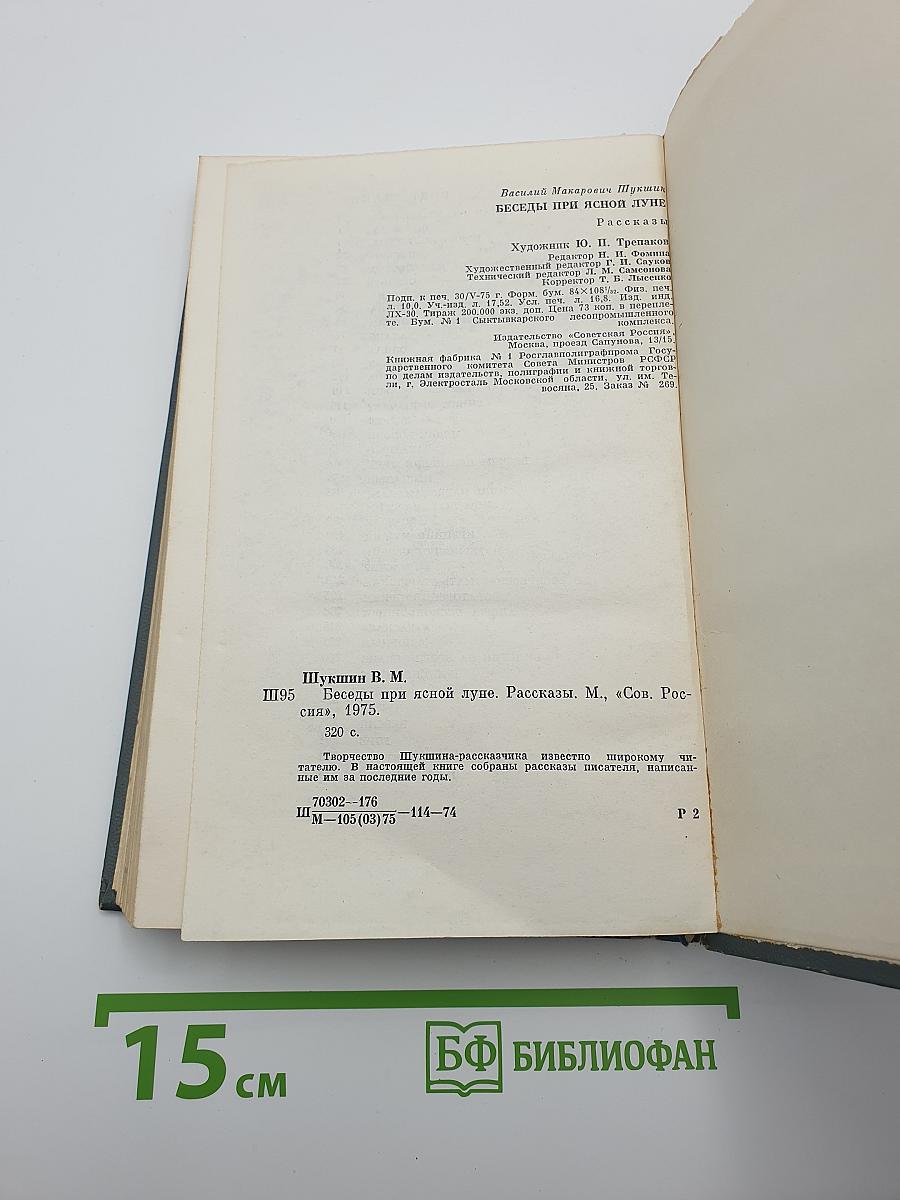 Василий Макарович Шукшин
БЕСЕДЫ ПРИ ЯСНОЙ ЛУНЕ
Рассказы
Художник Ю. П. Трепаков
Редактор Н. И. Фомина
Художественный редактор Г. И. Сауков
Технический редактор Л. М. Самсонова
Корректор Т. Б. Лысенко
Подп. к печ. 30/V-75 г. Форм. бум. 84×108¹/₃₂. Физ. печ.
л. 10,0. Уч.-изд. л. 17,52. Усл. печ. л. 16,8. Изд. инд.
ЛХ-30. Тираж 200.000 экз. доп. Цена 73 коп. в перепле-
те. Бум. № 1 Сыктывкарского лесопромышленного
комплекса.
Издательство «Советская Россия».
Москва, проезд Сапунова, 13/15.
Книжная фабрика № 1 Росглавполиграфпрома Госу-
дарственного комитета Совета Министров РСФСР
по делам издательств, полиграфии и книжной торгов-
ли, г. Электросталь Московской области, ул. им. Те-
восяна, 25. Заказ № 269.
Шукшин В. М.
Ш95 Беседы при ясной луне. Рассказы. М., «Сов. Рос-
сия», 1975.
320 с.
Творчество Шукшина-рассказчика известно широкому чи-
тателю. В настоящей книге собраны рассказы писателя, написан-
ные им за последние годы.
70302--176
Ш —114—74 Р 2
М—105(03)75
15 см
БФ БИБЛИОФАН